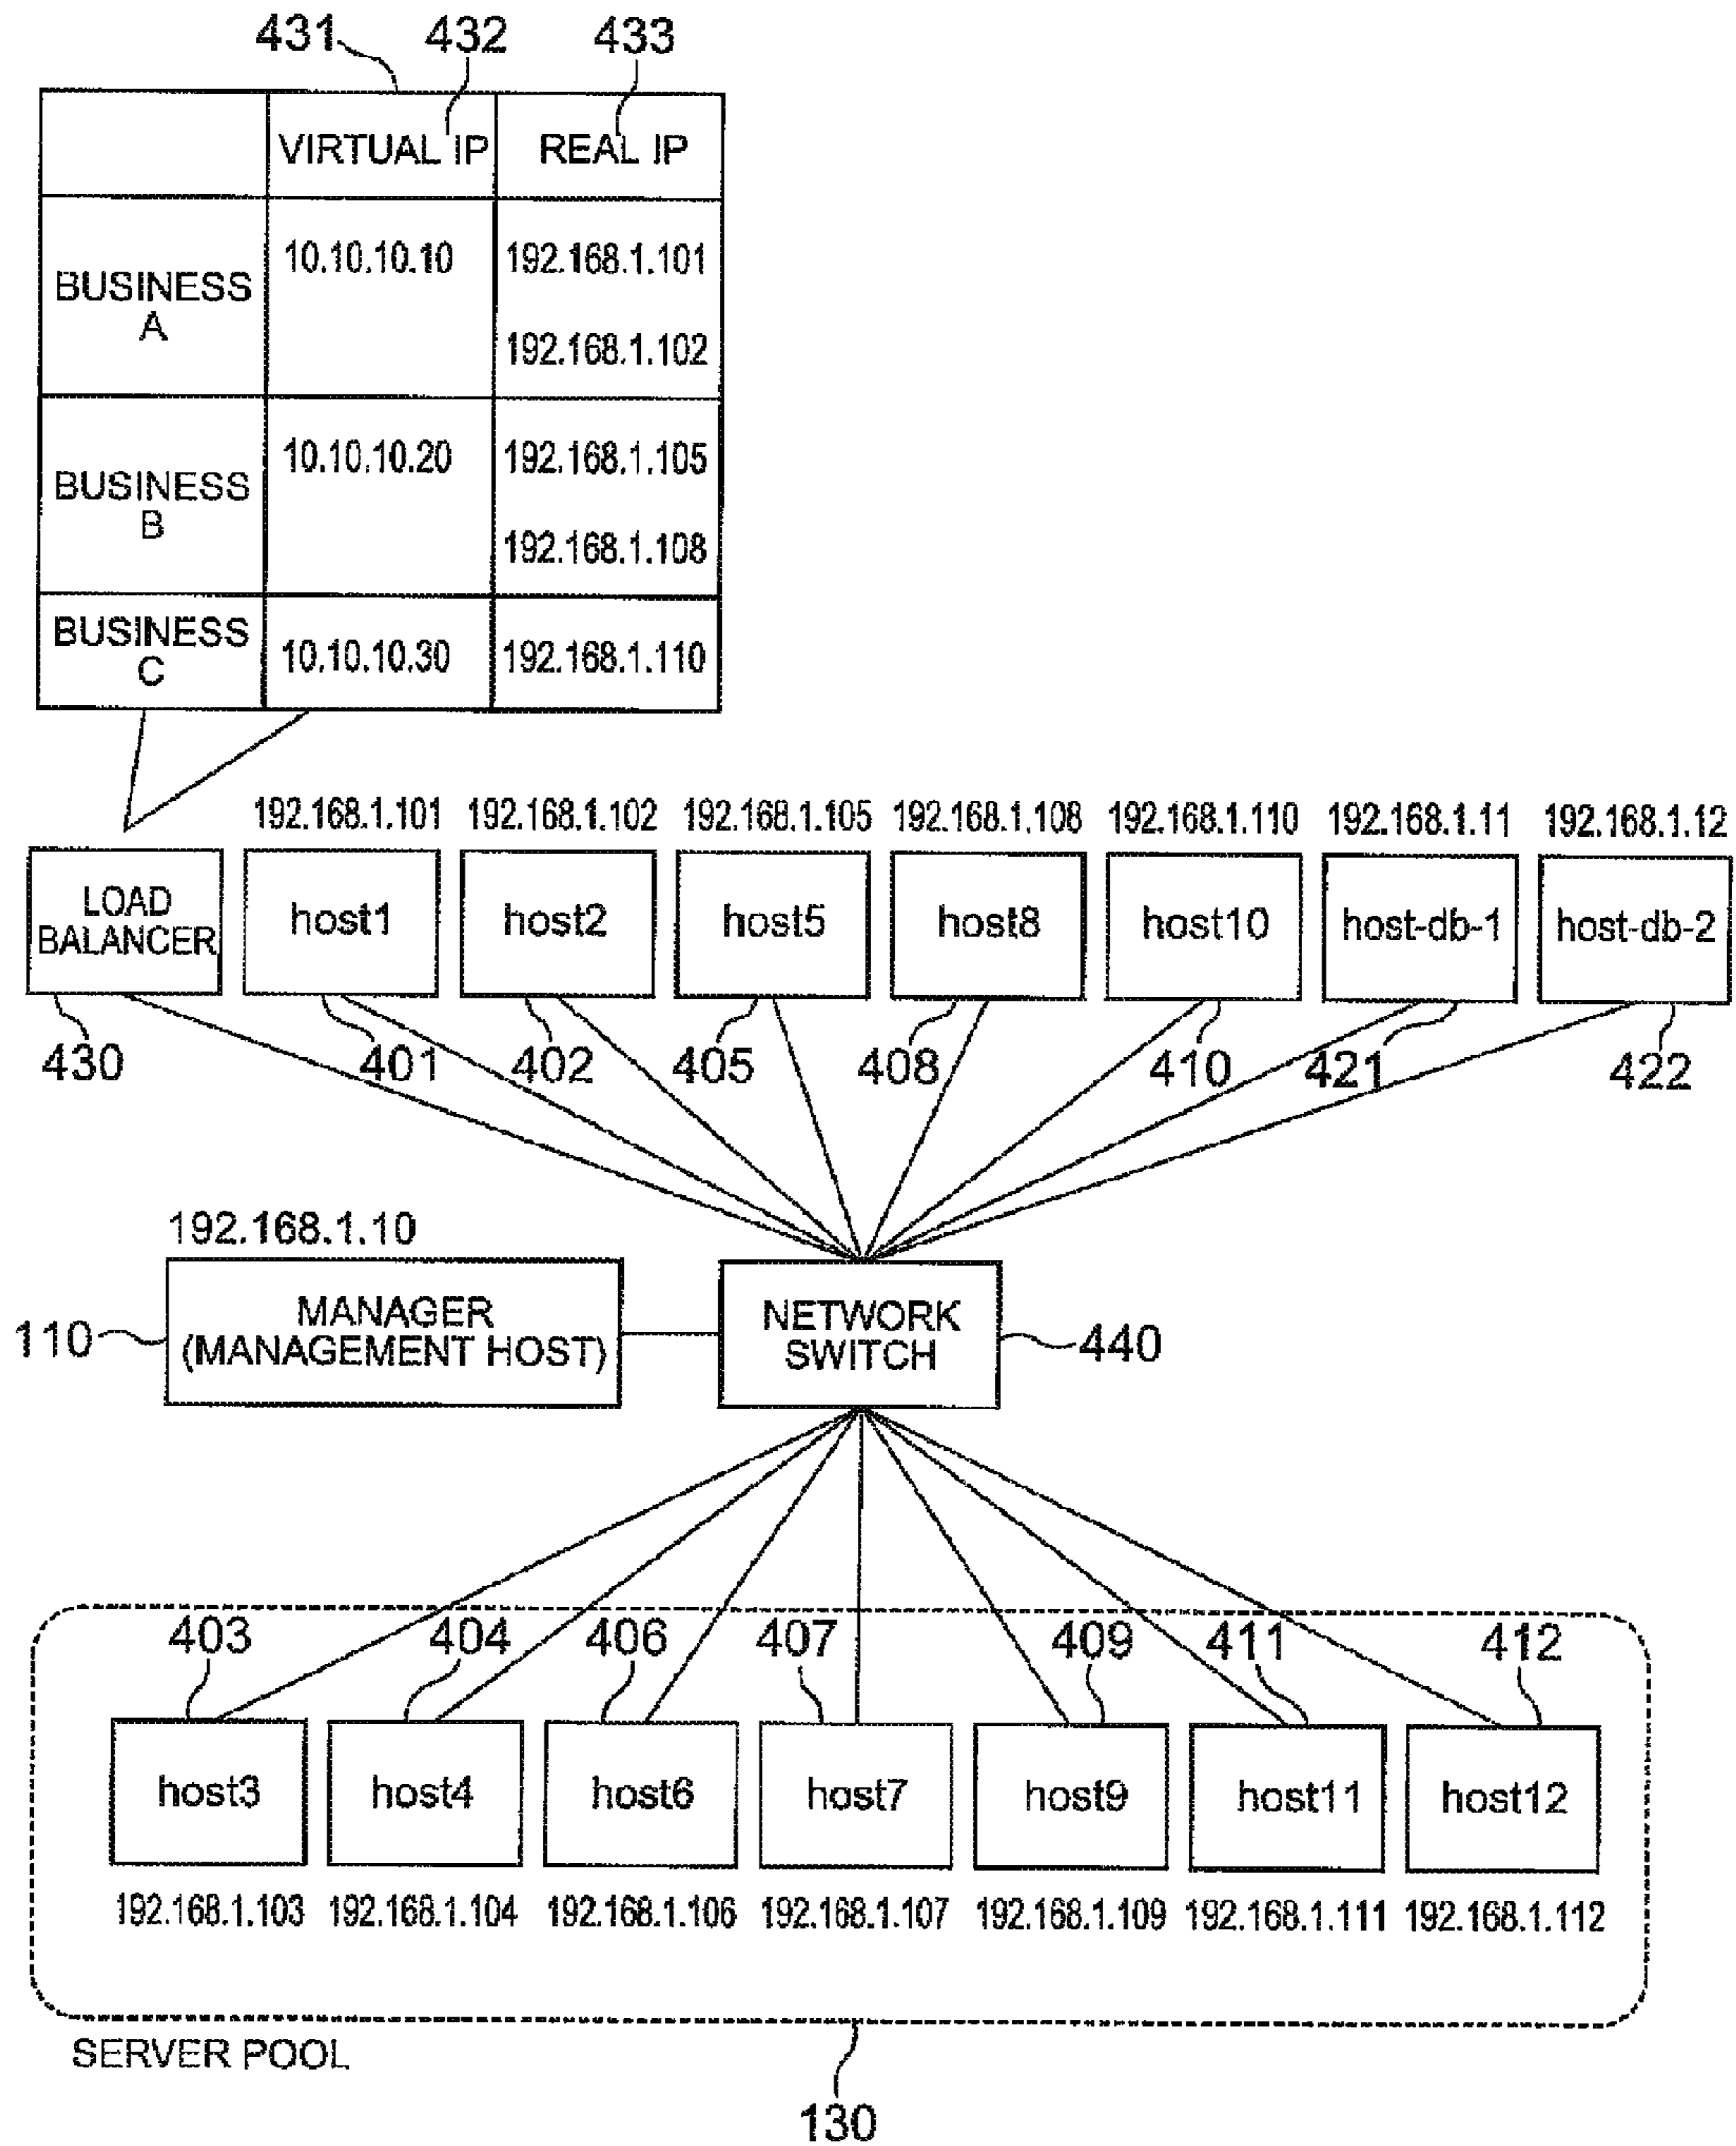 431 432 433
VIRTUAL IP REAL IP
BUSINESS
A
10.10.10.10 192.168.1.101
192.168.1.102
BUSINESS
B
10.10.10.20 192.168.1.105
192.168.1.108
BUSINESS
C
10.10.10.30 192.168.1.110
192.168.1.101 192.168.1.102 192.168.1.105 192.168.1.108 192.168.1.110 192.168.1.11 192.168.1.12
LOAD
BALANCER
host1 host2 host5 host8 host10 host-db-1 host-db-2
430 401 402 405 408 410 421 422
192.168.1.10
110
MANAGER
(MANAGEMENT HOST)
NETWORK
SWITCH
440
403 404 406 407 409 411 412
host3 host4 host6 host7 host9 host11 host12
192.168.1.103 192.168.1.104 192.168.1.106 192.168.1.107 192.168.1.109 192.168.1.111 192.168.1.112
SERVER POOL
130